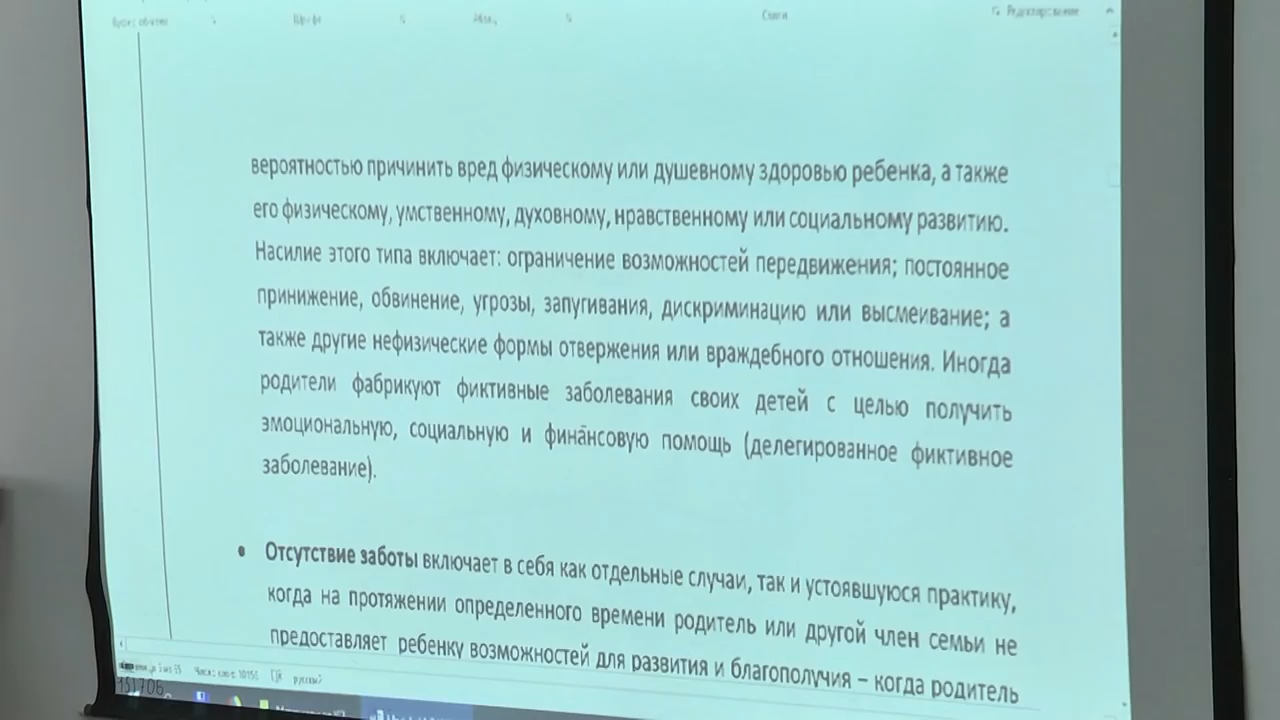 Редактирование
вероятностью причинить вред физическому или душевному здоровью ребенка, а также
его физическому, умственному, духовному, нравственному или социальному развитию.
Насилие этого типа включает: ограничение возможностей передвижения; постоянное
принижение, обвинение, угрозы, запугивания, дискриминацию или высмеивание; а
также другие нефизические формы отвержения или враждебного отношения. Иногда
родители фабрикуют фиктивные заболевания своих детей с целью получить
эмоциональную, социальную и финансовую помощь (делегированное фиктивное
заболевание).
• Отсутствие заботы включает в себя как отдельные случаи, так и устоявшуюся практику,
когда на протяжении определенного времени родитель или другой член семьи не
предоставляет ребенку возможностей для развития и благополучия – когда родитель
151706